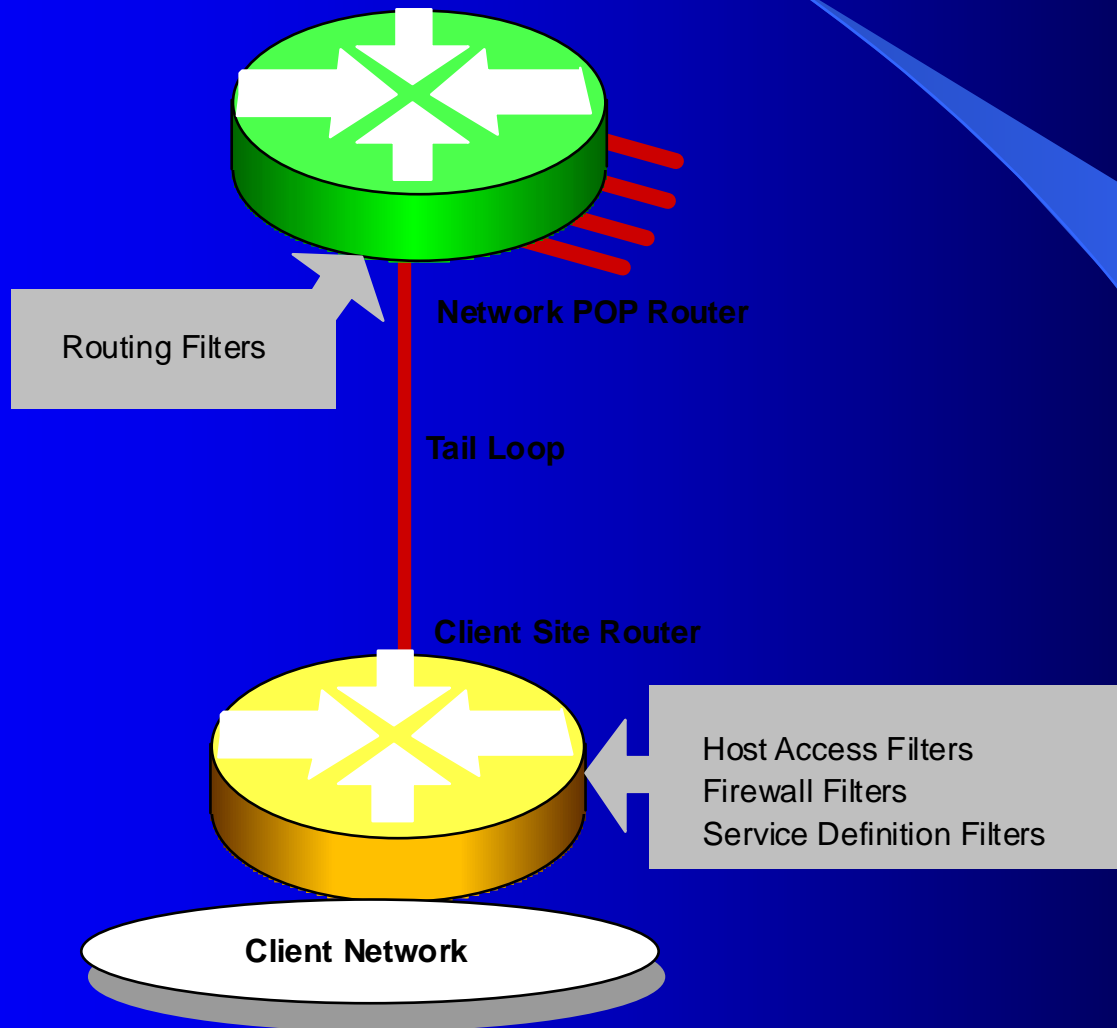 Network POP Router
Routing Filters
Tail Loop
Client Site Router
Host Access Filters
Firewall Filters
Service Definition Filters
Client Network